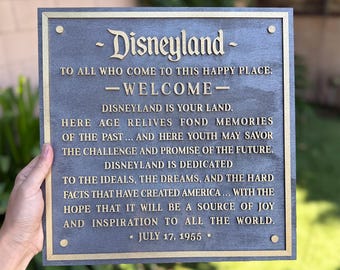 - Disneyland -
TO ALL WHO COME TO THIS HAPPY PLACE:
— WELCOME —
DISNEYLAND IS YOUR LAND.
HERE AGE RELIVES FOND MEMORIES
OF THE PAST ... AND HERE YOUTH MAY SAVOR
THE CHALLENGE AND PROMISE OF THE FUTURE.
DISNEYLAND IS DEDICATED
TO THE IDEALS, THE DREAMS, AND THE HARD
FACTS THAT HAVE CREATED AMERICA ... WITH THE
HOPE THAT IT WILL BE A SOURCE OF JOY
AND INSPIRATION TO ALL THE WORLD.
• JULY 17, 1955 •